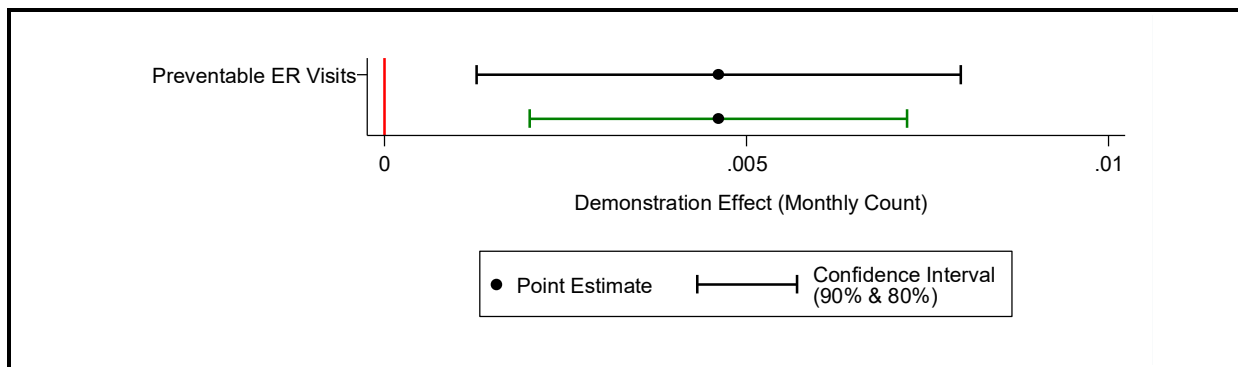 Preventable ER Visits
0 .005 .01
Demonstration Effect (Monthly Count)
Point Estimate
Confidence Interval
(90% & 80%)